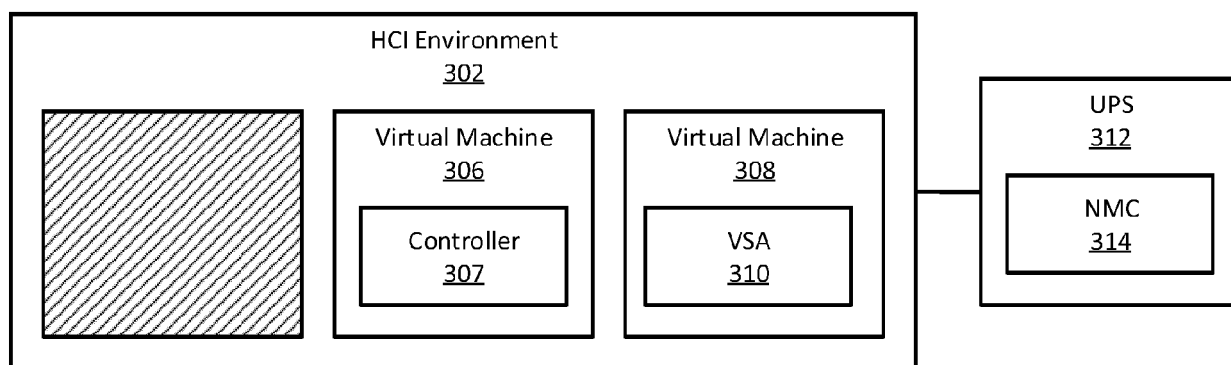 HCI Environment
302
Virtual Machine
306
Controller
307
Virtual Machine
308
VSA
310
UPS
312
NMC
314